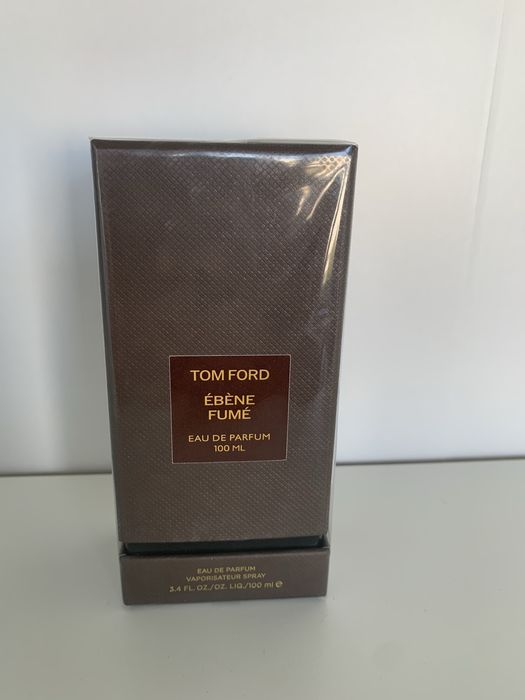 TOM FORD
ÉBÈNE
FUMÉ
EAU DE PARFUM
100 ML
EAU DE PARFUM
VAPORISATEUR SPRAY
3.4 FL. OZ./OZ. LIQ./100 ml ℮